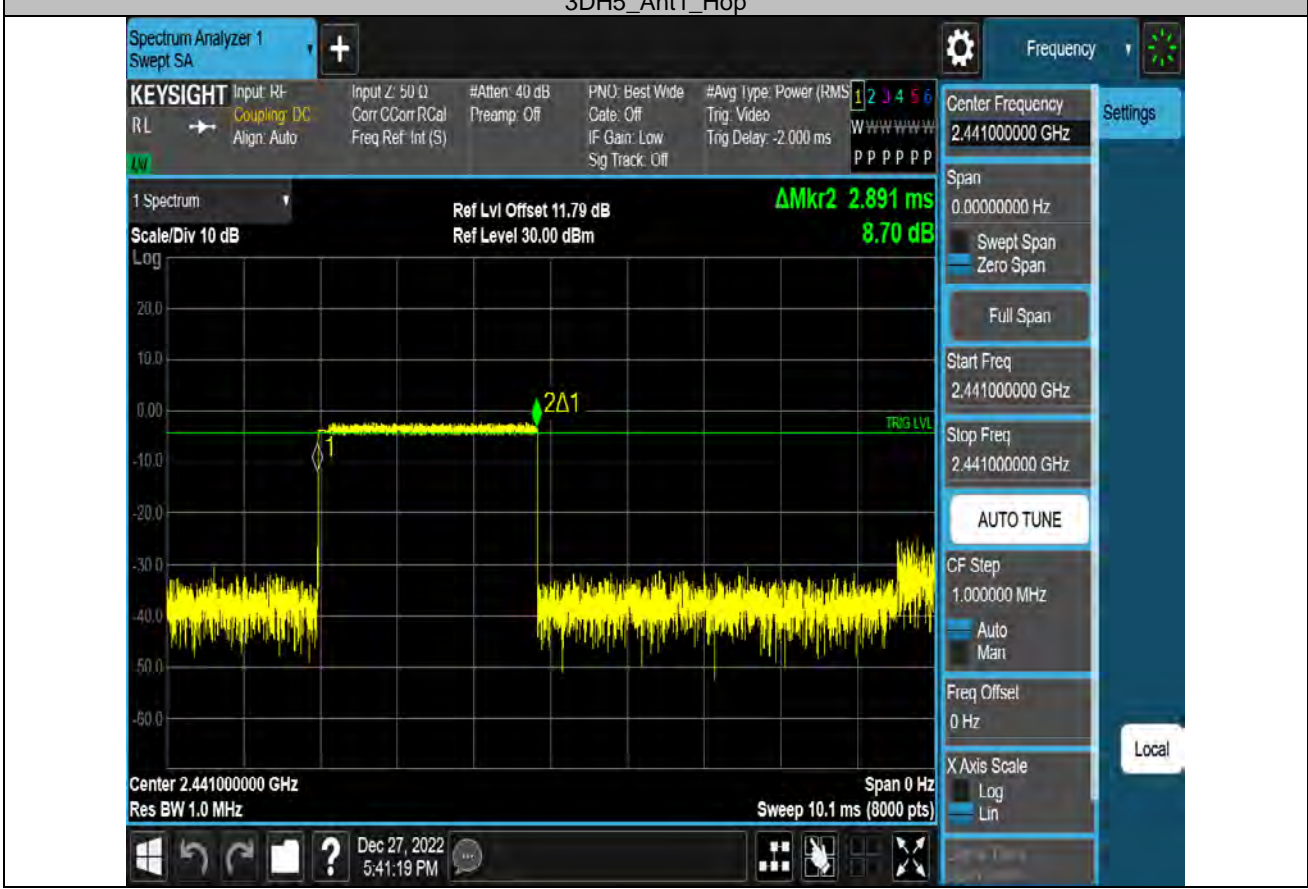 3DH5_Ant1_Hop
Spectrum Analyzer 1
Swept SA
+
Frequency
KEYSIGHT
RL
Input: RF
Coupling: DC
Align: Auto
Input Z: 50 Ω
Corr CCorr RCal
Freq Ref: Int (S)
#Atten: 40 dB
Preamp: Off
PNO: Best Wide
Gate: Off
IF Gain: Low
Sig Track: Off
#Avg Type: Power (RMS
Trig: Video
Trig Delay: -2.000 ms
1 2 3 4 5 6
W W W W W W
P P P P P P
Center Frequency
2.441000000 GHz
Settings
1 Spectrum
Scale/Div 10 dB
Log
Ref Lvl Offset 11.79 dB
Ref Level 30.00 dBm
ΔMkr2 2.891 ms
8.70 dB
Span
0.00000000 Hz
Swept Span
Zero Span
Full Span
Start Freq
2.441000000 GHz
Stop Freq
2.441000000 GHz
AUTO TUNE
CF Step
1.000000 MHz
Auto
Man
Freq Offset
0 Hz
X Axis Scale
Log
Lin
Local
20.0
10.0
0.00
-10.0
-20.0
-30.0
-40.0
-50.0
-60.0
2Δ1
1
TRIG LVL
Center 2.441000000 GHz
Res BW 1.0 MHz
Span 0 Hz
Sweep 10.1 ms (8000 pts)
?
Dec 27, 2022
5:41:19 PM